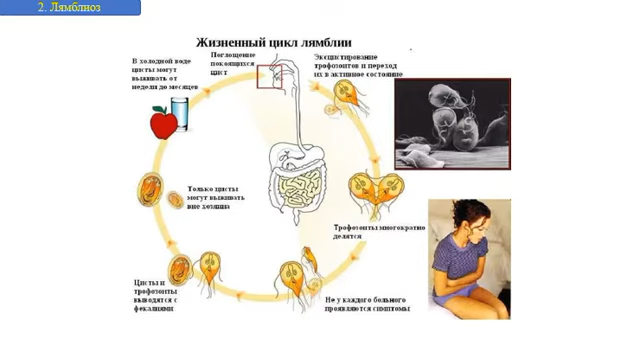 2. Лямблиоз
Жизненный цикл лямблии
В холодной воде
цисты могут
выживать от
недели до месяцев
Поглощение
покоящихся
цист
Эксцистирование
трофозоитов и переход
их в активное состояние
Только цисты
могут выживать
вне хозяина
Трофозоиты многократно
делятся
Цисты и
трофозоиты
выводятся с
фекалиями
Не у каждого больного
проявляются симптомы